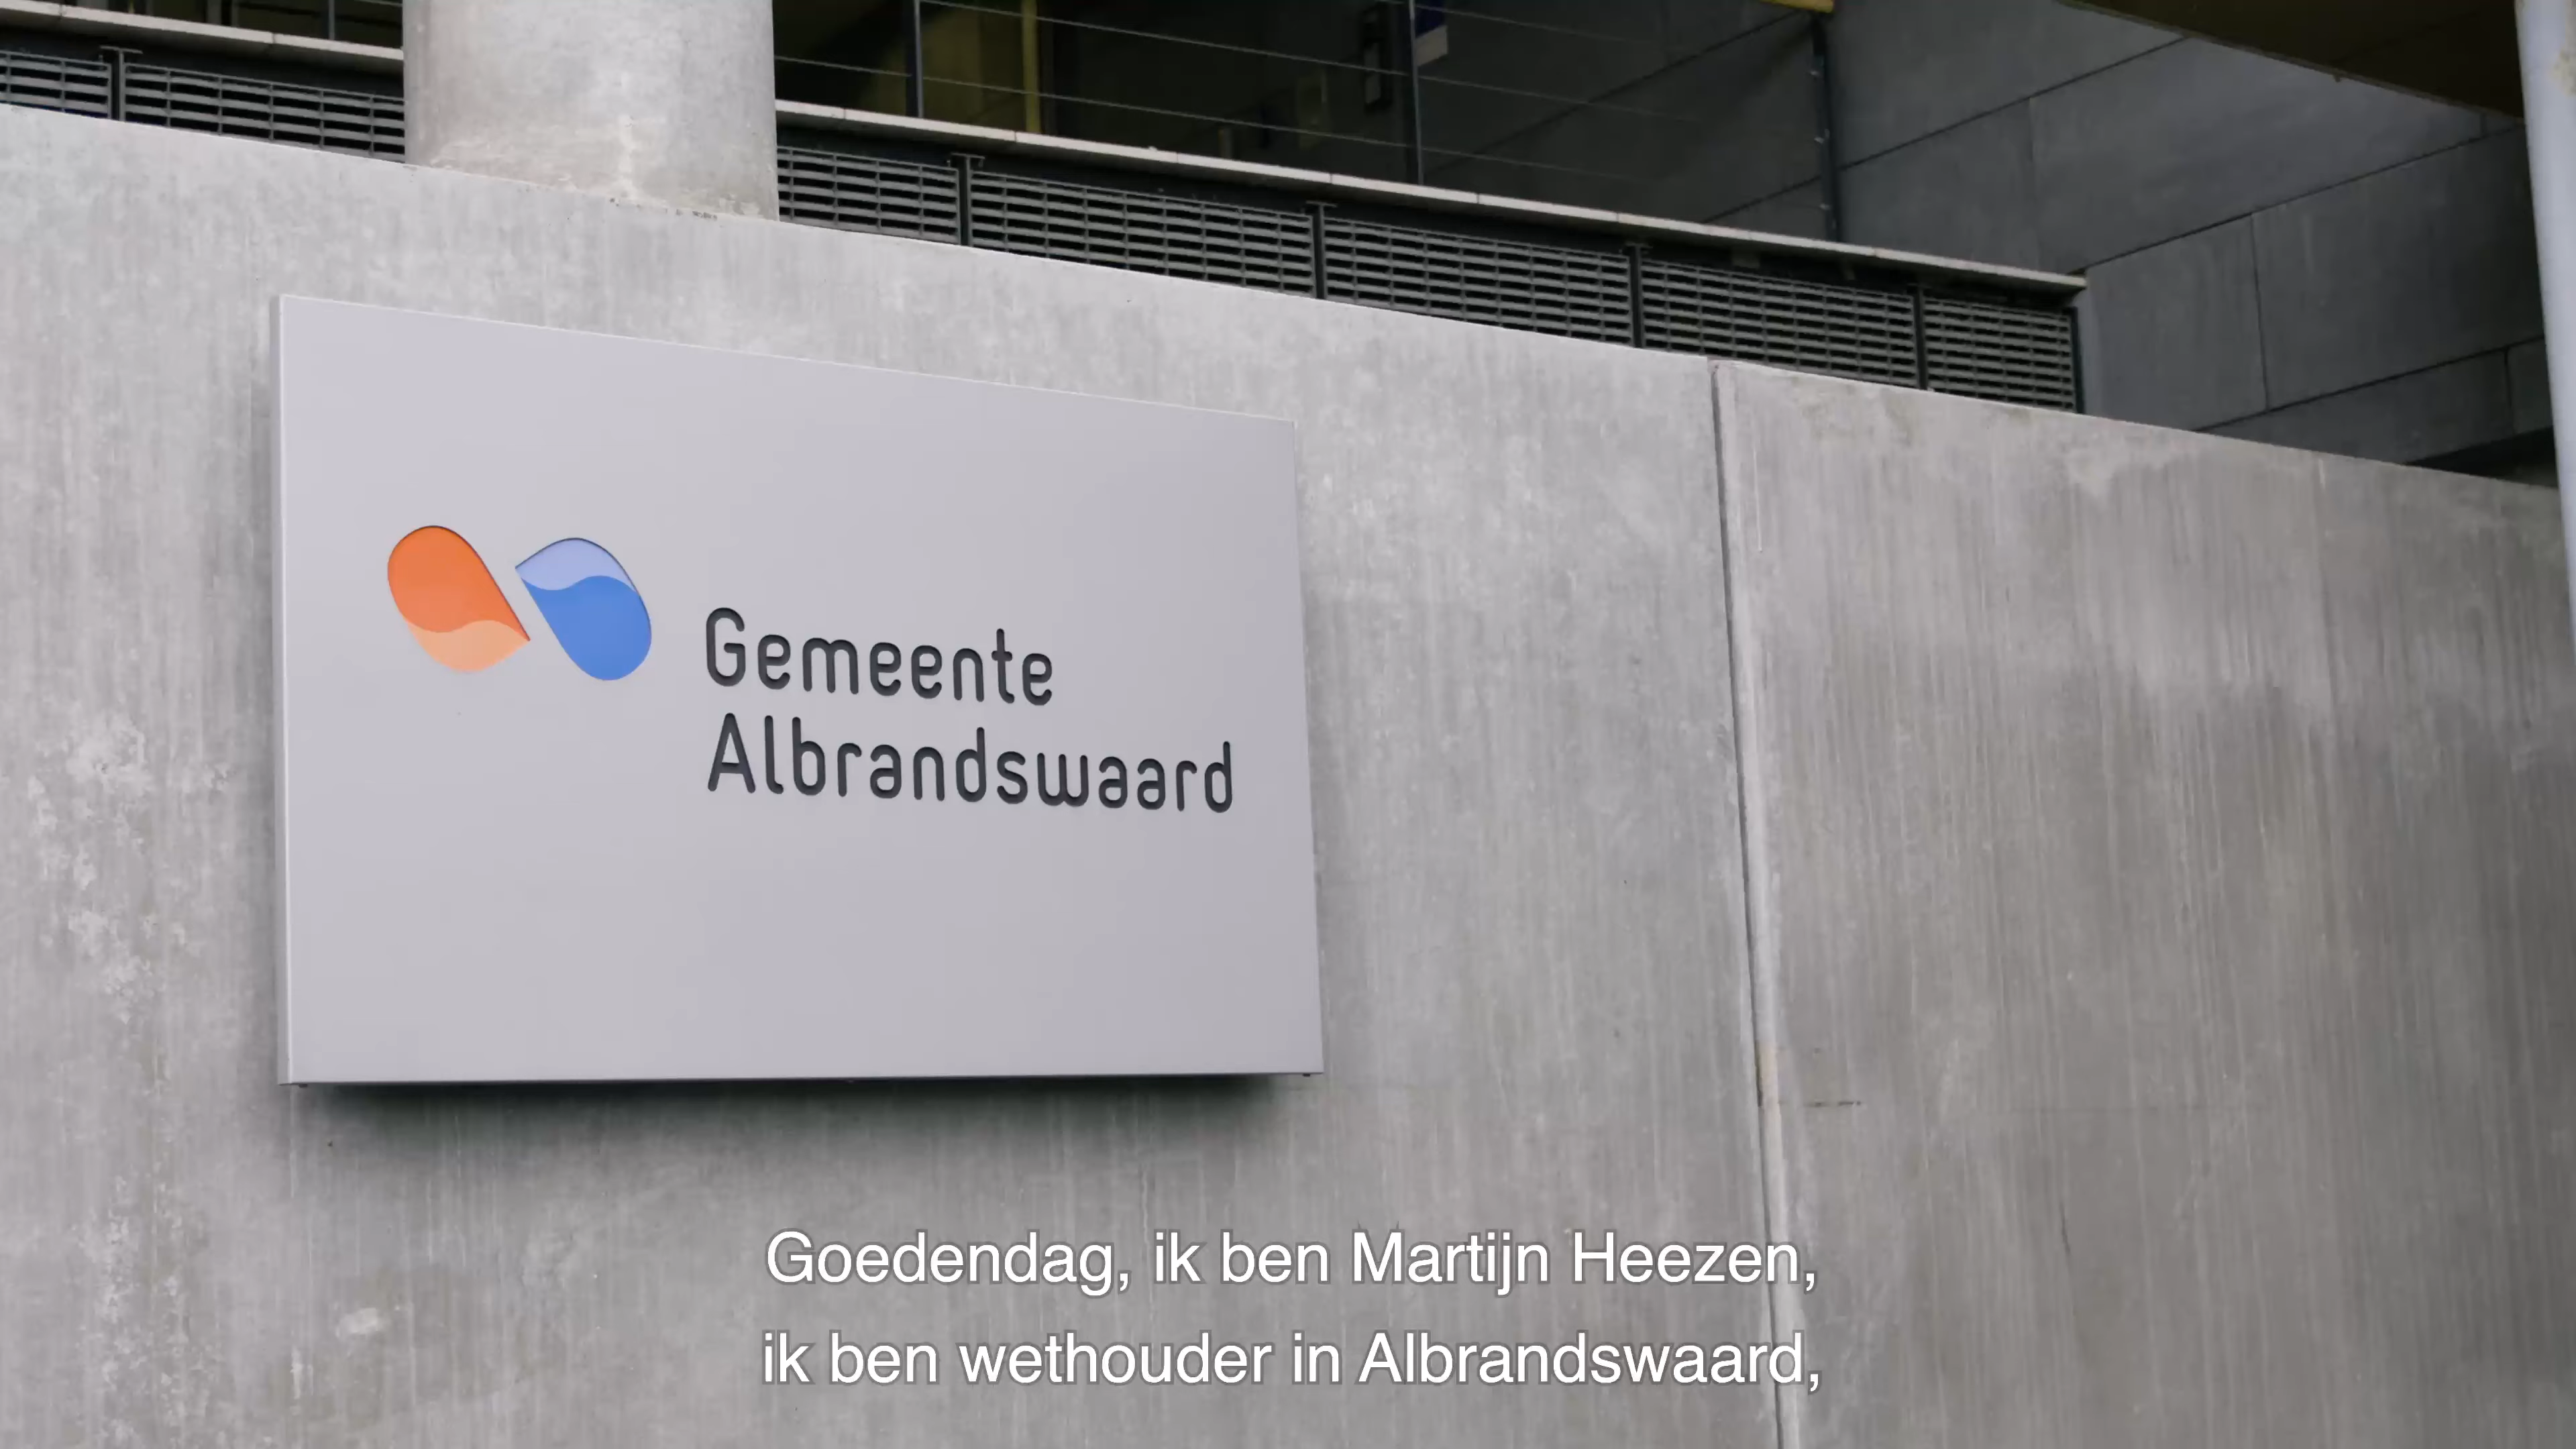 Gemeente
Albrandswaard
Goedendag, ik ben Martijn Heezen,
ik ben wethouder in Albrandswaard,